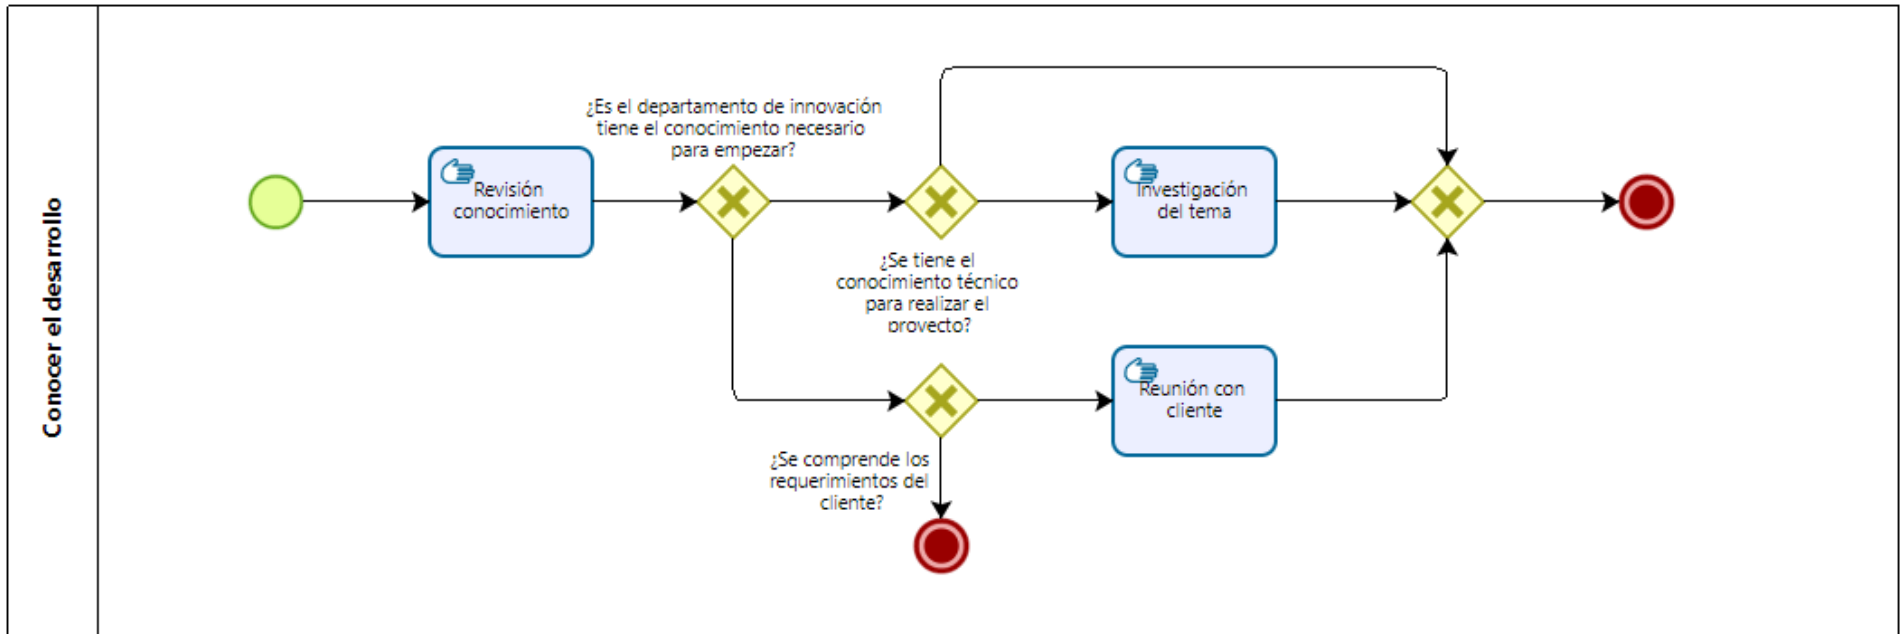 Conocer el desarrollo
¿Es el departamento de innovación
tiene el conocimiento necesario
para empezar?
Revisión
conocimiento
Investigación
del tema
¿Se tiene el
conocimiento técnico
para realizar el
proyecto?
Reunión con
cliente
¿Se comprende los
requerimientos del
cliente?